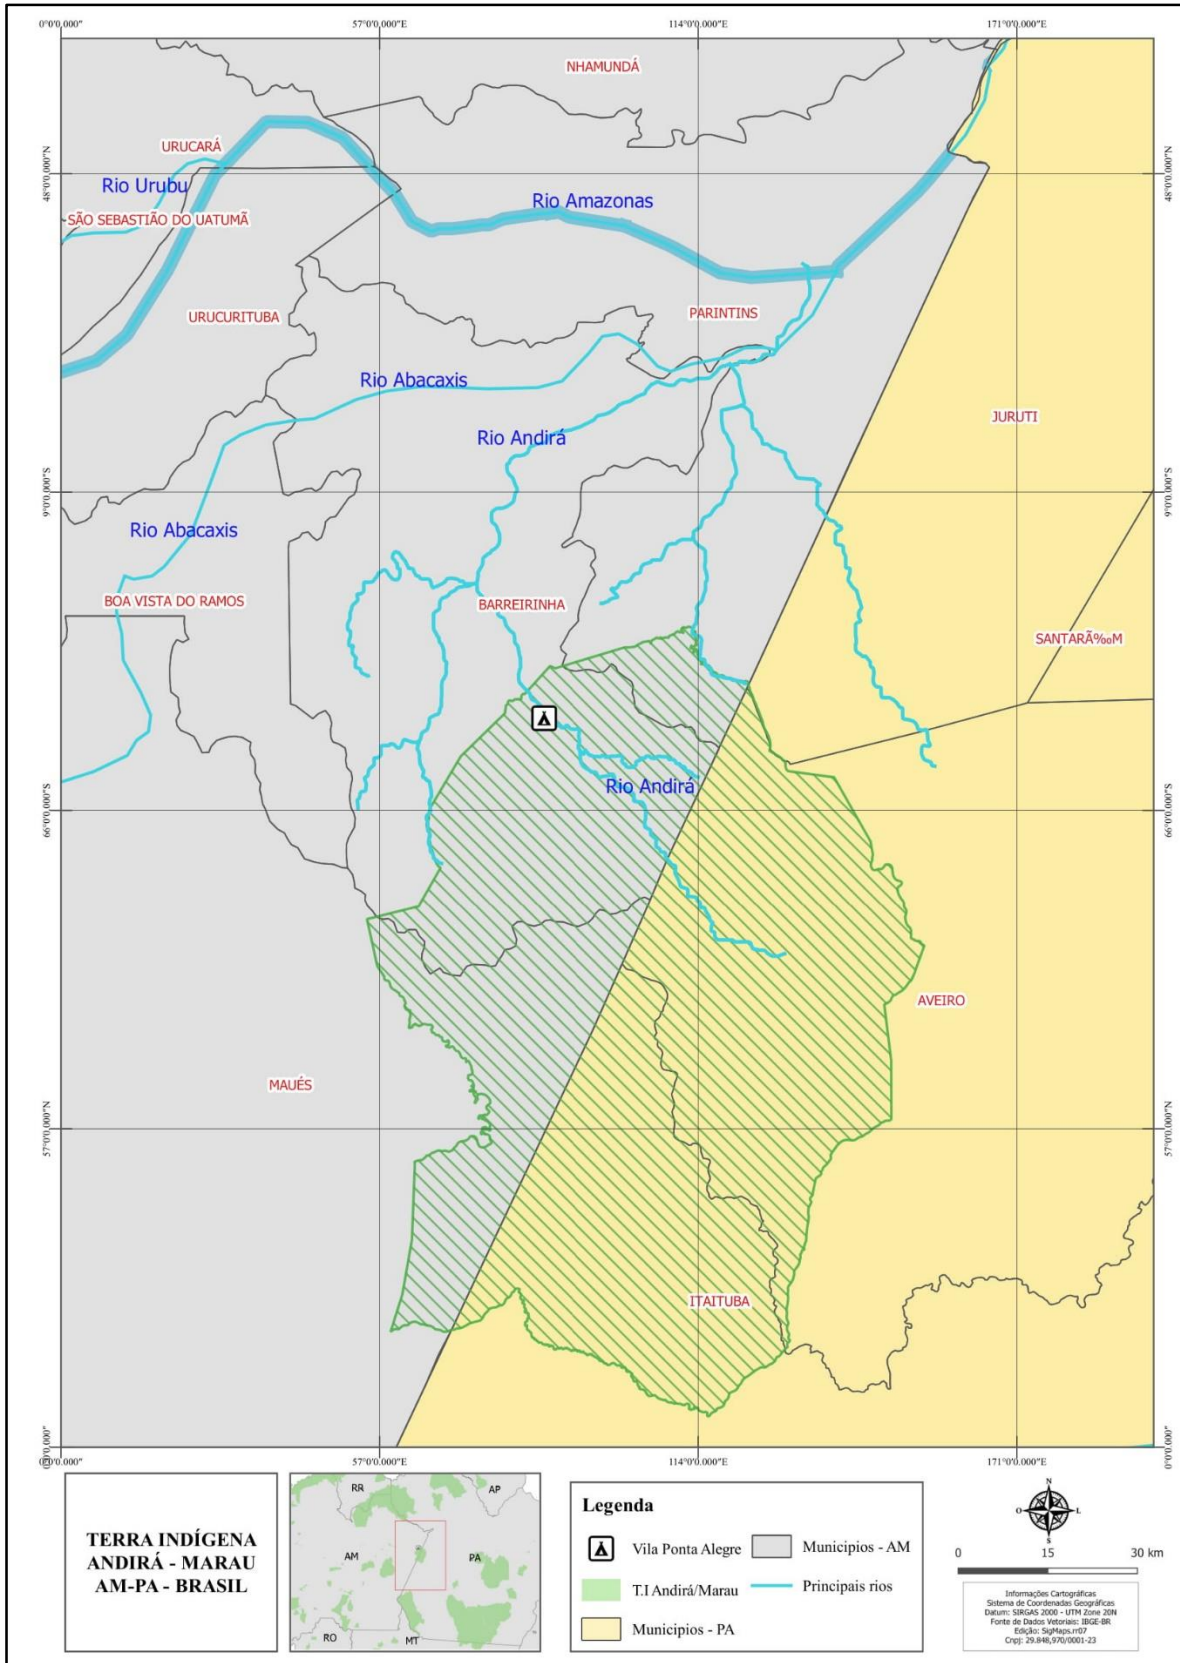 0°0'0.000"
57°0'0.000"E
114°0'0.000"E
171°0'0.000"E
NHAMUNDÁ
URUCARÁ
48°0'0.000"N
48°0'0.000"N
Rio Urubu
Rio Amazonas
SÃO SEBASTIÃO DO UATUMÃ
URUCURITUBA
PARINTINS
Rio Abacaxis
JURUTI
Rio Andirá
9°0'0.000"S
9°0'0.000"S
Rio Abacaxis
BOA VISTA DO RAMOS
BARREIRINHA
SANTARÃ‰M
Rio Andirá
66°0'0.000"S
66°0'0.000"S
AVEIRO
MAUÉS
57°0'0.000"N
57°0'0.000"N
ITAITUBA
0°0'0.000"
0°0'0.000"
57°0'0.000"E
114°0'0.000"E
171°0'0.000"E
TERRA INDÍGENA
ANDIRÁ - MARAU
AM-PA - BRASIL
RR
AP
AM
PA
RO
MT
Legenda
Vila Ponta Alegre
Municipios - AM
T.I Andirá/Marau
Principais rios
Municipios - PA
N
O
L
S
0 15 30 km
Informações Cartográficas
Sistema de Coordenadas Geográficas
Datum: SIRGAS 2000 - UTM Zone 20N
Fonte de Dados Vetoriais: IBGE-BR
Edição: SigMaps.rr07
Cnpj: 29.848,970/0001-23